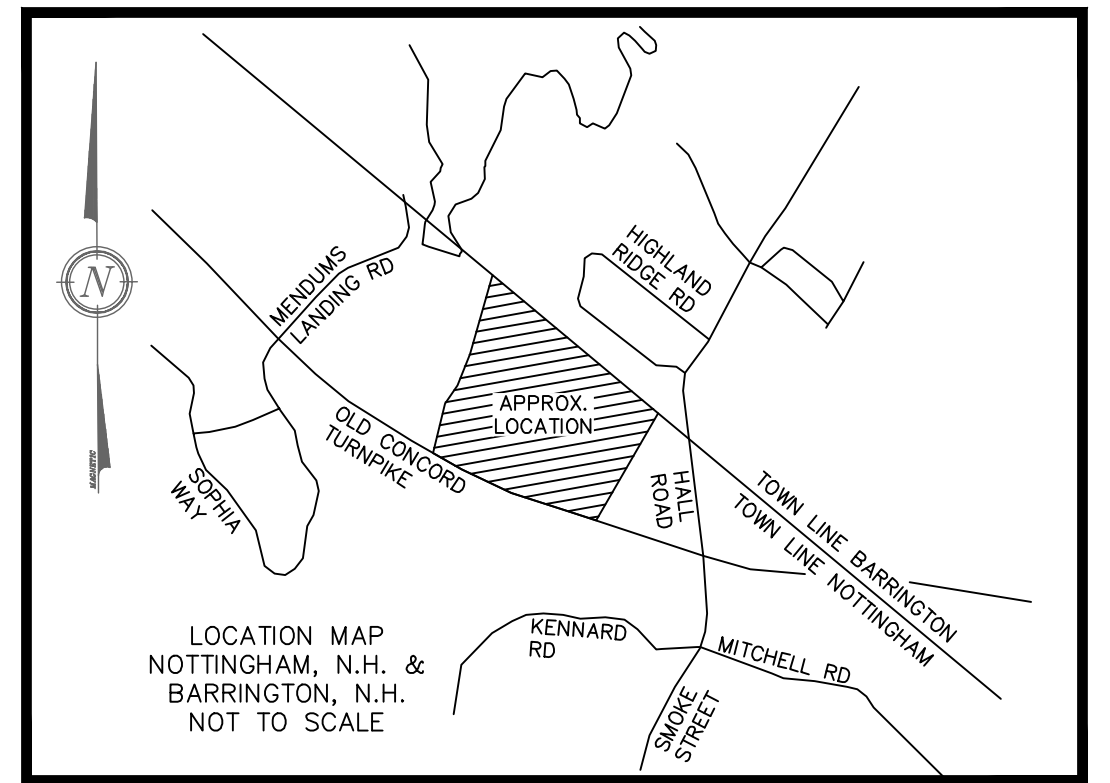 HIGHLAND
RIDGE RD
MENDUMS
LANDING RD
N
MAGNETIC
APPROX.
LOCATION
OLD CONCORD
TURNPIKE
SOPHIA
WAY
HALL
ROAD
TOWN LINE BARRINGTON
TOWN LINE NOTTINGHAM
KENNARD
RD
MITCHELL RD
SMOKE
STREET
LOCATION MAP
NOTTINGHAM, N.H. &
BARRINGTON, N.H.
NOT TO SCALE